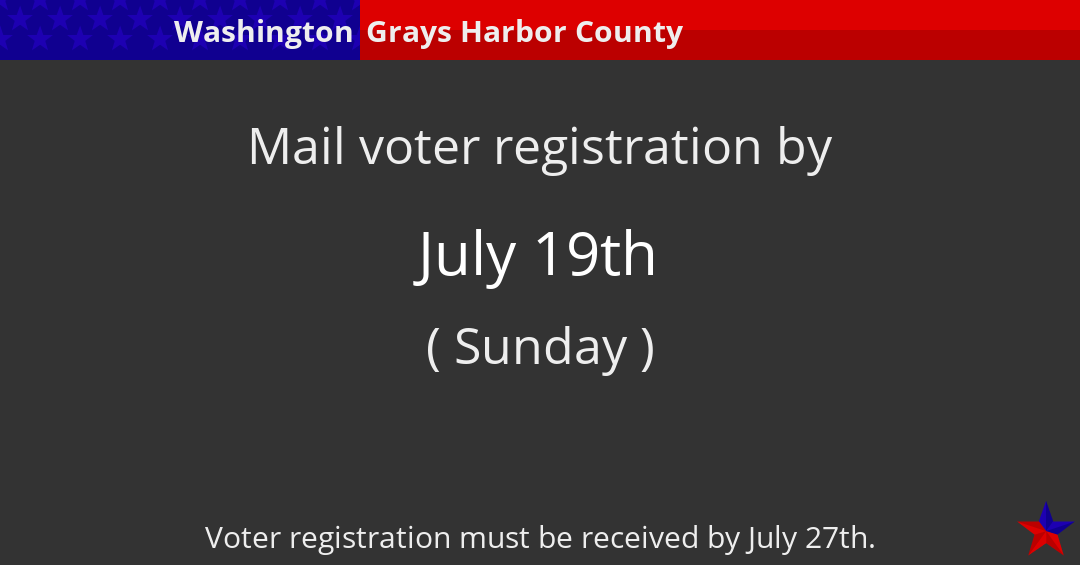 Washington Grays Harbor County
Mail voter registration by
July 19th
( Sunday )
Voter registration must be received by July 27th.